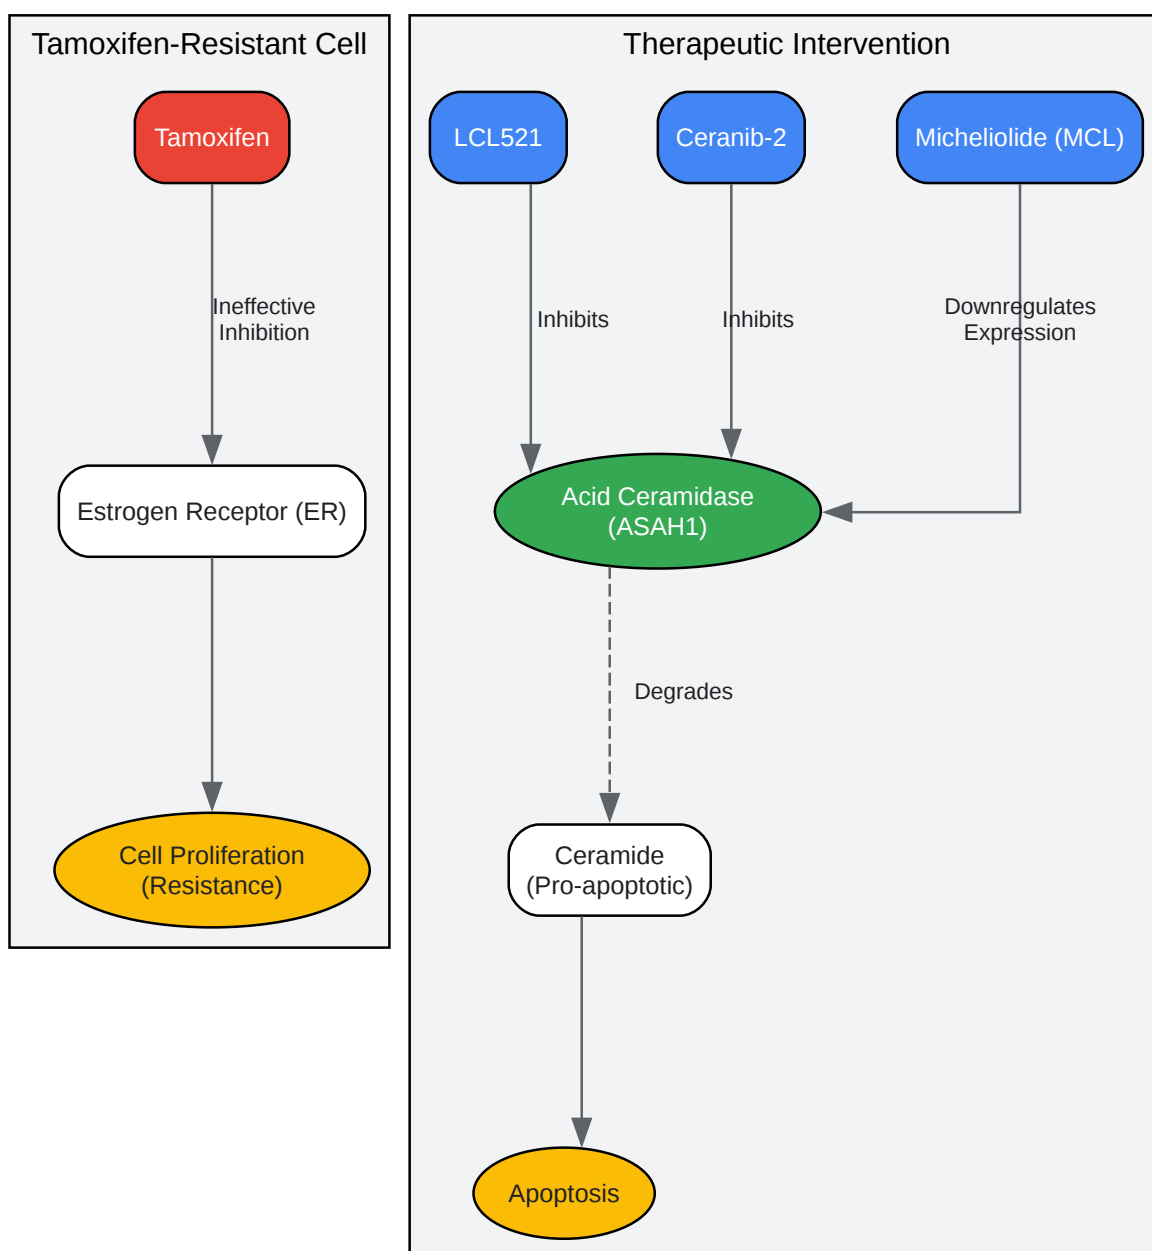 Tamoxifen-Resistant Cell
Tamoxifen
Ineffective
Inhibition
Estrogen Receptor (ER)
Cell Proliferation
(Resistance)
Therapeutic Intervention
LCL521
Ceranib-2
Micheliolide (MCL)
Inhibits
Inhibits
Downregulates
Expression
Acid Ceramidase
(ASAH1)
Degrades
Ceramide
(Pro-apoptotic)
Apoptosis